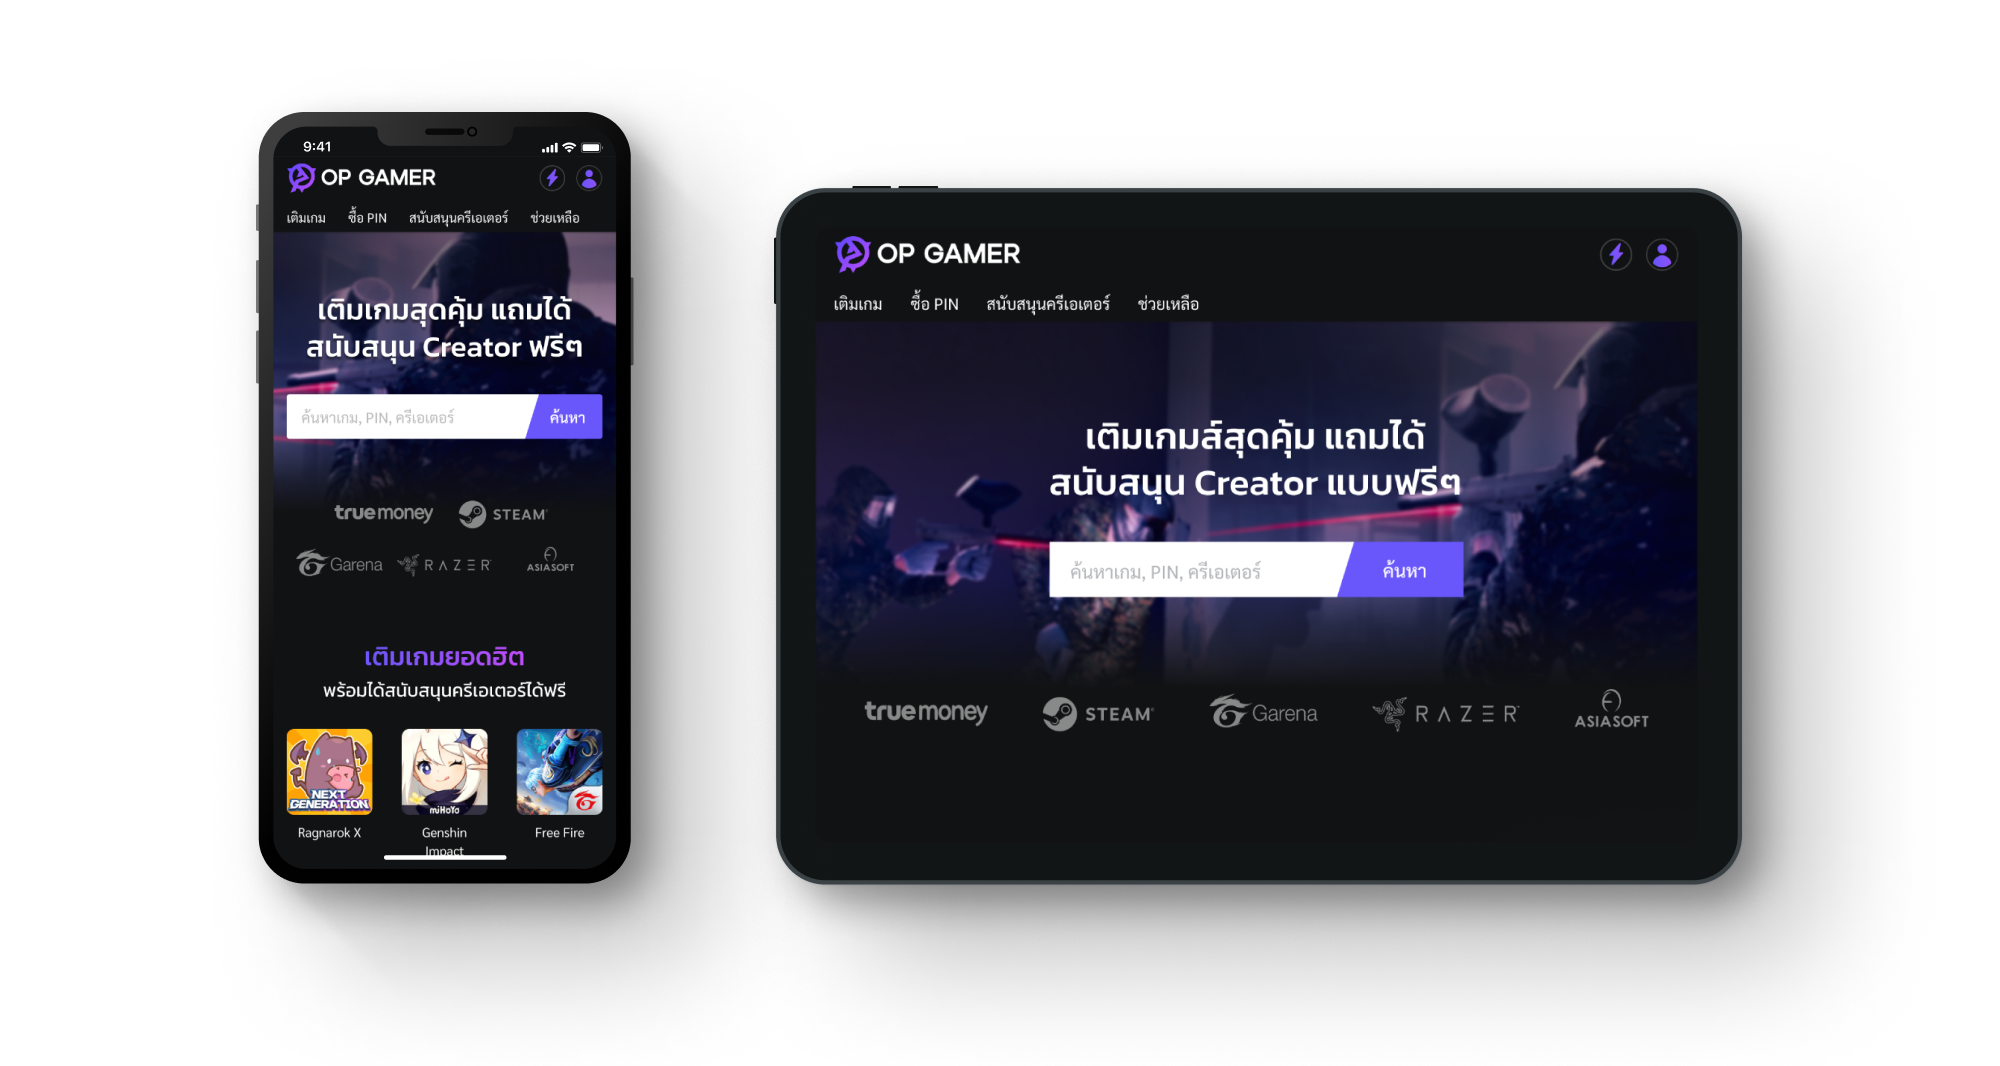 9:41
OP GAMER
เติมเกม ซื้อ PIN สนับสนุนครีเอเตอร์ ช่วยเหลือ
เติมเกมสุดคุ้ม แถมได้
สนับสนุน Creator ฟรีๆ
ค้นหาเกม, PIN, ครีเอเตอร์ ค้นหา
truemoney STEAM
Garena RAZER ASIASOFT
เติมเกมยอดฮิต
พร้อมได้สนับสนุนครีเอเตอร์ได้ฟรี
NEXT
GENERATION
miHoYo
Ragnarok X
Genshin
Impact
Free Fire
OP GAMER
เติมเกม ซื้อ PIN สนับสนุนครีเอเตอร์ ช่วยเหลือ
เติมเกมส์สุดคุ้ม แถมได้
สนับสนุน Creator แบบฟรีๆ
ค้นหาเกม, PIN, ครีเอเตอร์ ค้นหา
truemoney STEAM Garena RAZER ASIASOFT